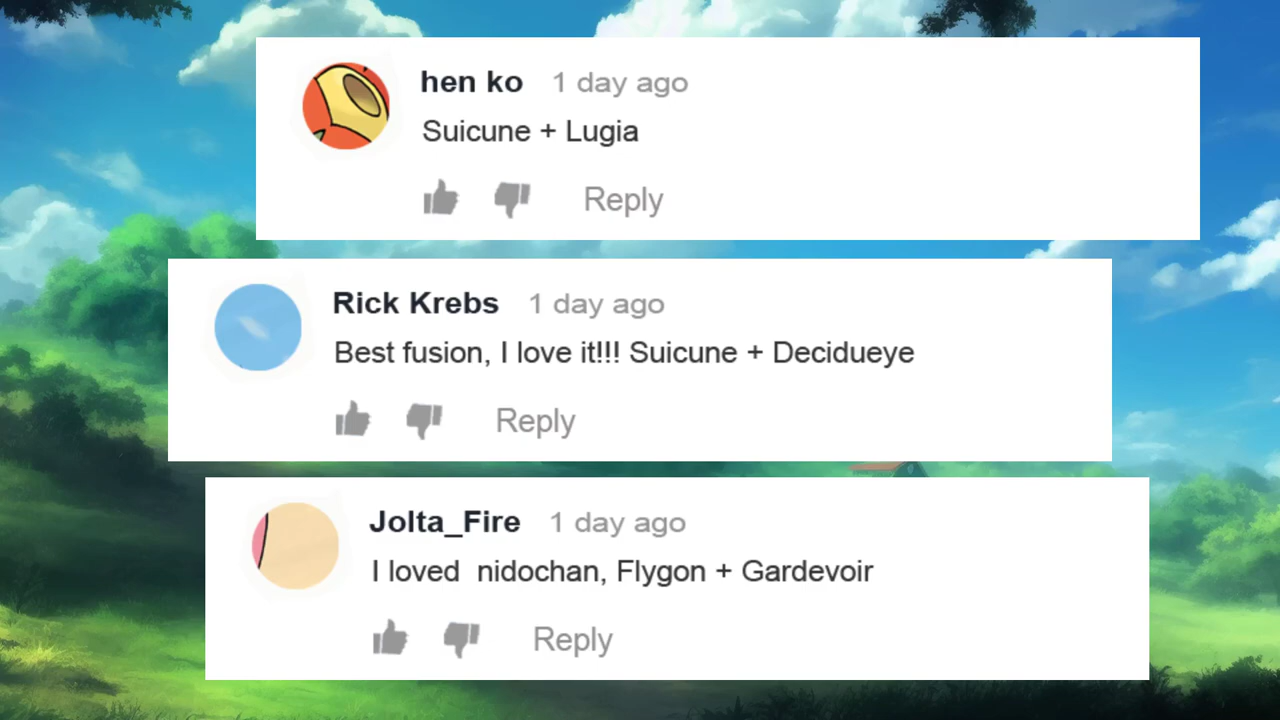 hen ko 1 day ago
Suicune + Lugia
Reply
Rick Krebs 1 day ago
Best fusion, I love it!!! Suicune + Decidueye
Reply
Jolta_Fire 1 day ago
I loved  nidochan, Flygon + Gardevoir
Reply